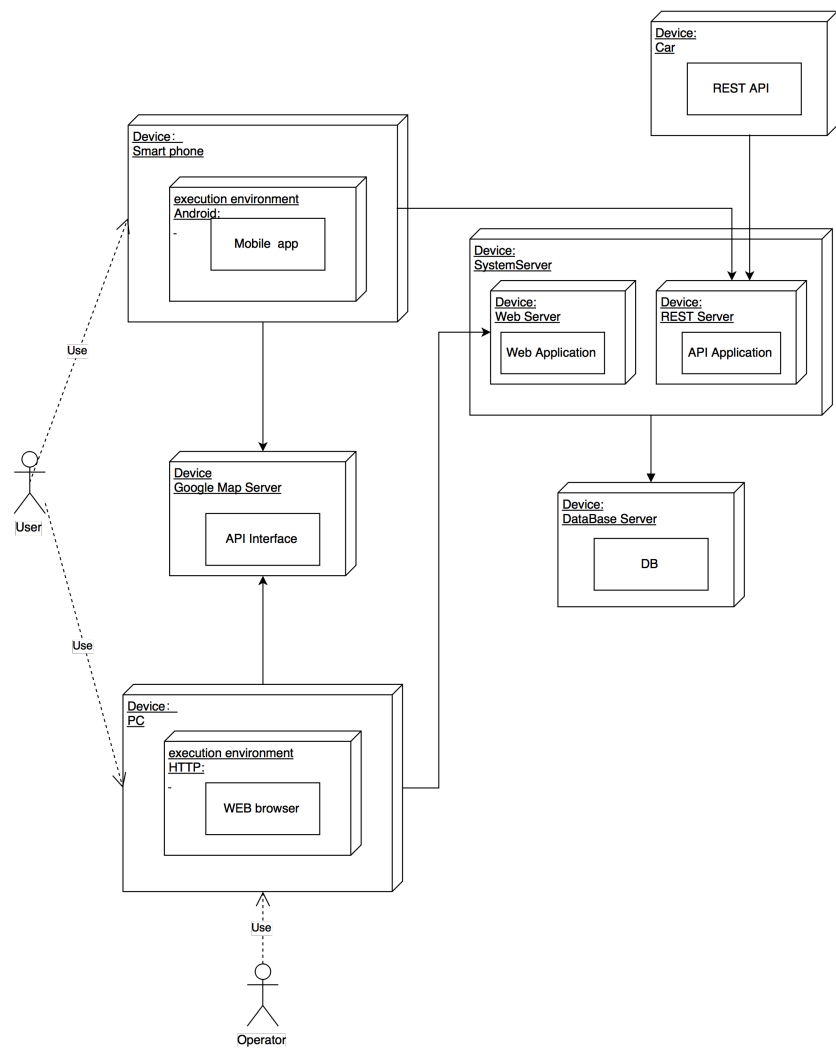 Device:
Car
REST API
Device:
Smart phone
execution environment
Android:
-
Mobile app
Device:
SystemServer
Device:
Web Server
Web Application
Device:
REST Server
API Application
Use
User
Device
Google Map Server
API Interface
Device:
DataBase Server
DB
Use
Device:
PC
execution environment
HTTP:
-
WEB browser
Use
Operator